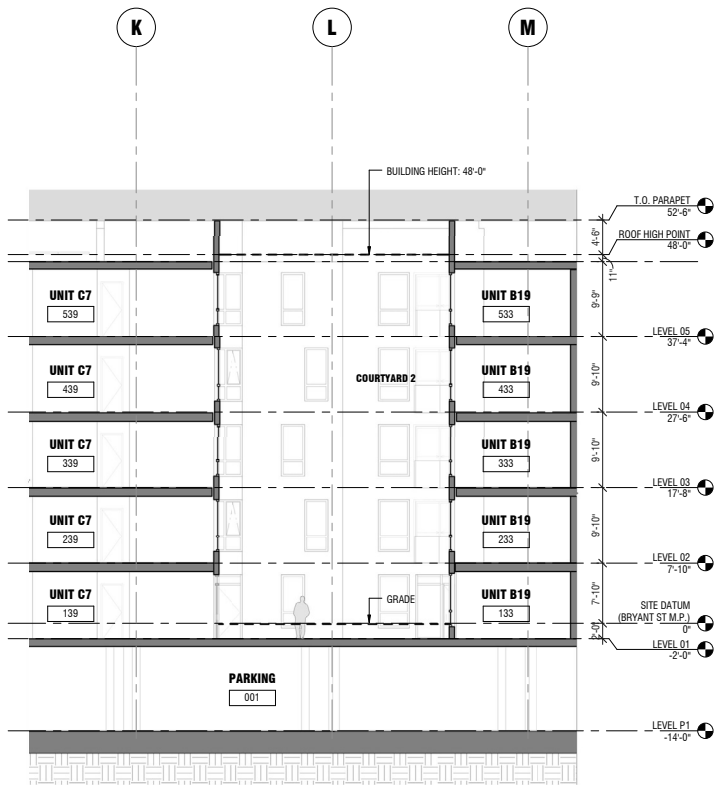 K
L
M
BUILDING HEIGHT: 48'-0"
T.O. PARAPET
52'-6"
4'-6"
ROOF HIGH POINT
48'-0"
11"
UNIT C7
539
UNIT B19
533
9'-9"
LEVEL 05
37'-4"
UNIT C7
439
COURTYARD 2
UNIT B19
433
9'-10"
LEVEL 04
27'-6"
UNIT C7
339
UNIT B19
333
9'-10"
LEVEL 03
17'-8"
UNIT C7
239
UNIT B19
233
9'-10"
LEVEL 02
7'-10"
UNIT C7
139
GRADE
UNIT B19
133
7'-10"
SITE DATUM
(BRYANT ST M.P.)
0"
2'-0"
LEVEL 01
-2'-0"
PARKING
001
LEVEL P1
-14'-0"